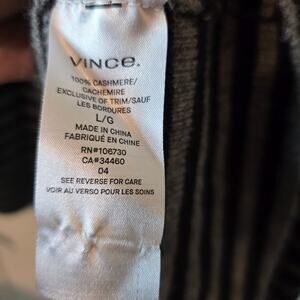 VINCE.
100% CASHMERE/
CACHEMIRE
EXCLUSIVE OF TRIM/SAUF
LES BORDURES
L/G
MADE IN CHINA
FABRIQUÉ EN CHINE
RN#106730
CA#34460
04
SEE REVERSE FOR CARE
VOIR AU VERSO POUR LES SOINS